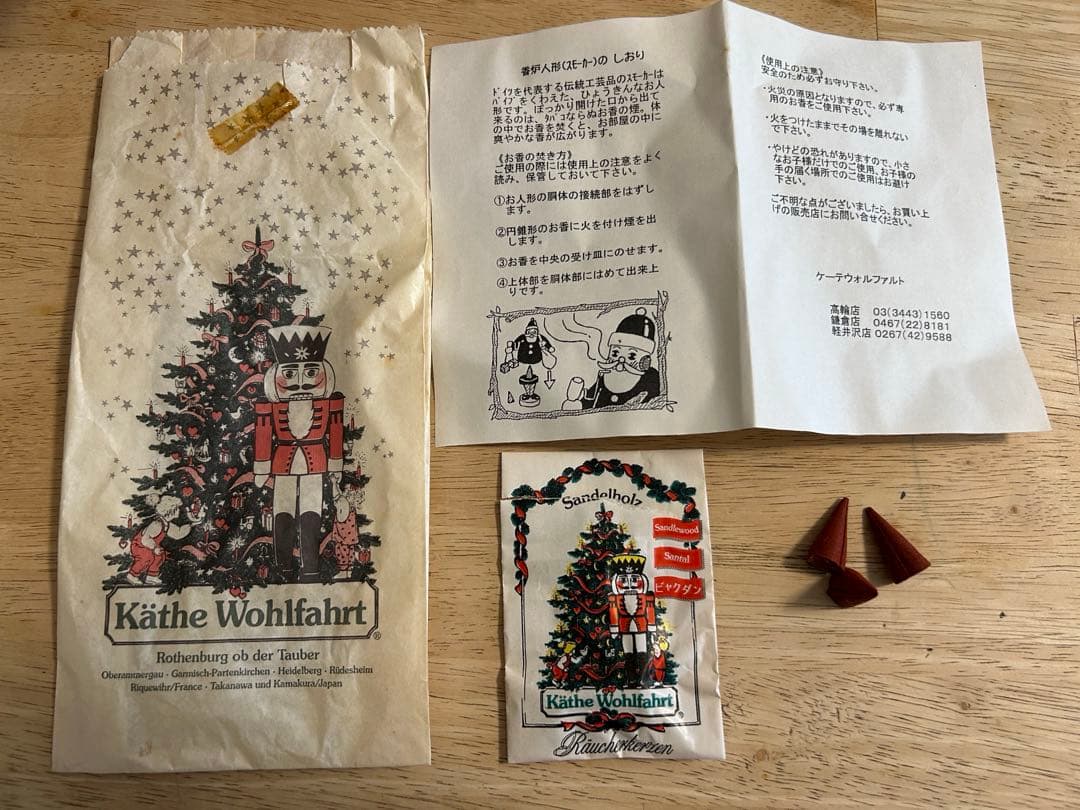 Käthe Wohlfahrt®
Rothenburg ob der Tauber
Oberammergau · Garmisch-Partenkirchen · Heidelberg · Rüdesheim
Riquewihr/France · Takanawa und Kamakura/Japan
香炉人形(ｽﾓｰｶｰ)の しおり
ﾄﾞｲﾂを代表する伝統工芸品のｽﾓｰｶｰは
ﾊﾟｲﾌﾟをくわえた、ひょうきんなお人
形です。ぽっかり開けた口から出て
来るのは、ﾀﾊﾞｺならぬお香の煙。体
の中でお香を焚くと、お部屋の中に
爽やかな香が広がります。
《お香の焚き方》
ご使用の際には使用上の注意をよく
読み、保管しておいて下さい。
①お人形の胴体の接続部をはずし
ます。
②円錐形のお香に火を付け煙を出
します。
③お香を中央の受け皿にのせます。
④上体部を胴体部にはめて出来上
りです。
《使用上の注意》
安全のため必ずお守り下さい。
・火災の原因となりますので、必ず専
用のお香をご使用下さい。
・火をつけたままでその場を離れない
で下さい。
・やけどの恐れがありますので、小さ
なお子様だけでのご使用、お子様の
手の届く場所でのご使用はお避け
下さい。
ご不明な点がございましたら、お買い上
げの販売店にお問い合せください。
ケーテウォルファルト
高輪店 03(3443)1560
鎌倉店 0467(22)8181
軽井沢店 0267(42)9588
Sandelholz
Sandlewood
Santal
ビャクダン
Käthe Wohlfahrt®
Räucherkerzen